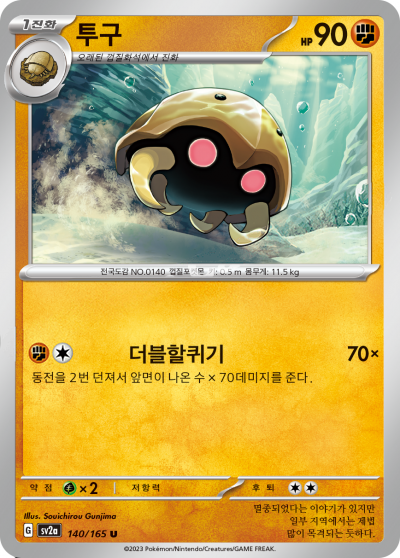 1진화
투구
HP 90
오래된 껍질화석에서 진화
전국도감 NO.0140 껍질포켓몬 키: 0.5 m 몸무게: 11.5 kg
더블할퀴기 70×
동전을 2번 던져서 앞면이 나온 수 × 70데미지를 준다.
약점 ×2 저항력 후퇴
Illus. Souichirou Gunjima
G sv2a 140/165 U
멸종되었다는 이야기가 있지만
일부 지역에서는 제법
많이 목격되는 듯하다.
©2023 Pokémon/Nintendo/Creatures/GAME FREAK.